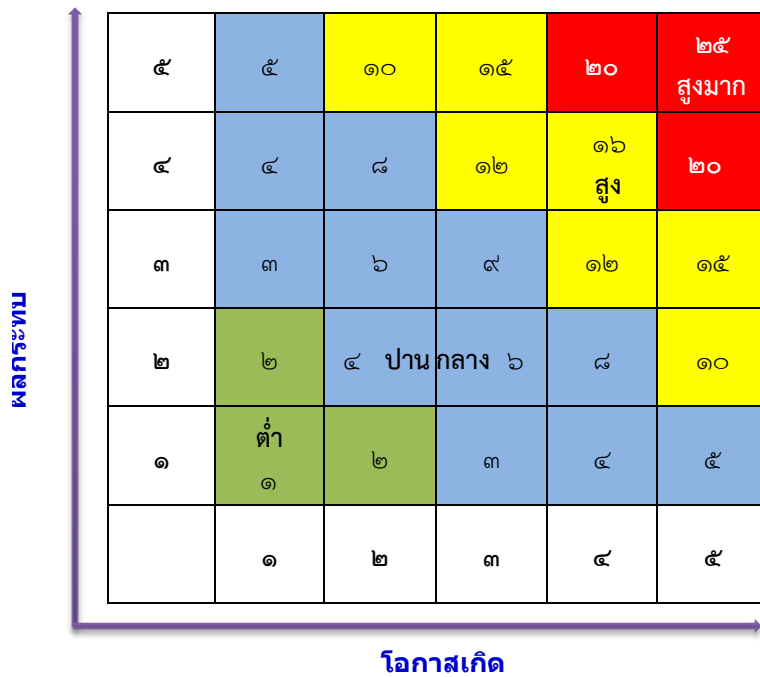 ผลกระทบ
๕ ๕ ๑๐ ๑๕ ๒๐ ๒๕
สูงมาก
๔ ๔ ๘ ๑๒ ๑๖ ๒๐
สูง
๓ ๓ ๖ ๙ ๑๒ ๑๕
๒ ๒ ๔ ปานกลาง ๖ ๘ ๑๐
ต่ำ
๑ ๑ ๒ ๓ ๔ ๕
๑ ๒ ๓ ๔ ๕
โอกาสเกิด